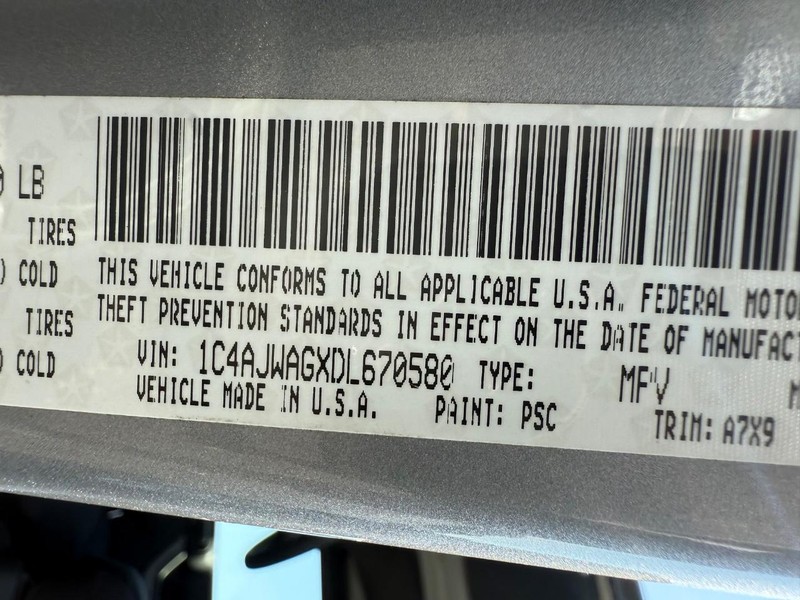 LB
TIRES
COLD
TIRES
COLD
THIS VEHICLE CONFORMS TO ALL APPLICABLE U.S.A. FEDERAL MOTO
THEFT PREVENTION STANDARDS IN EFFECT ON THE DATE OF MANUFACT
VIN: 1C4AJWAGXDL670580 TYPE: MPV
VEHICLE MADE IN U.S.A. PAINT: PSC TRIM: A7X9